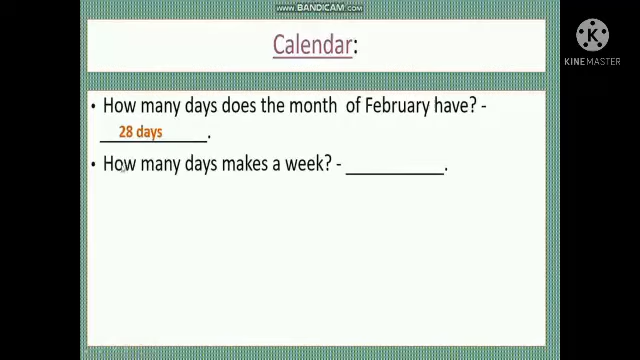 www.BANDICAM.com
Calendar:
K
KINEMASTER
• How many days does the month of February have? -
28 days.
• How many days makes a week? - ____________.